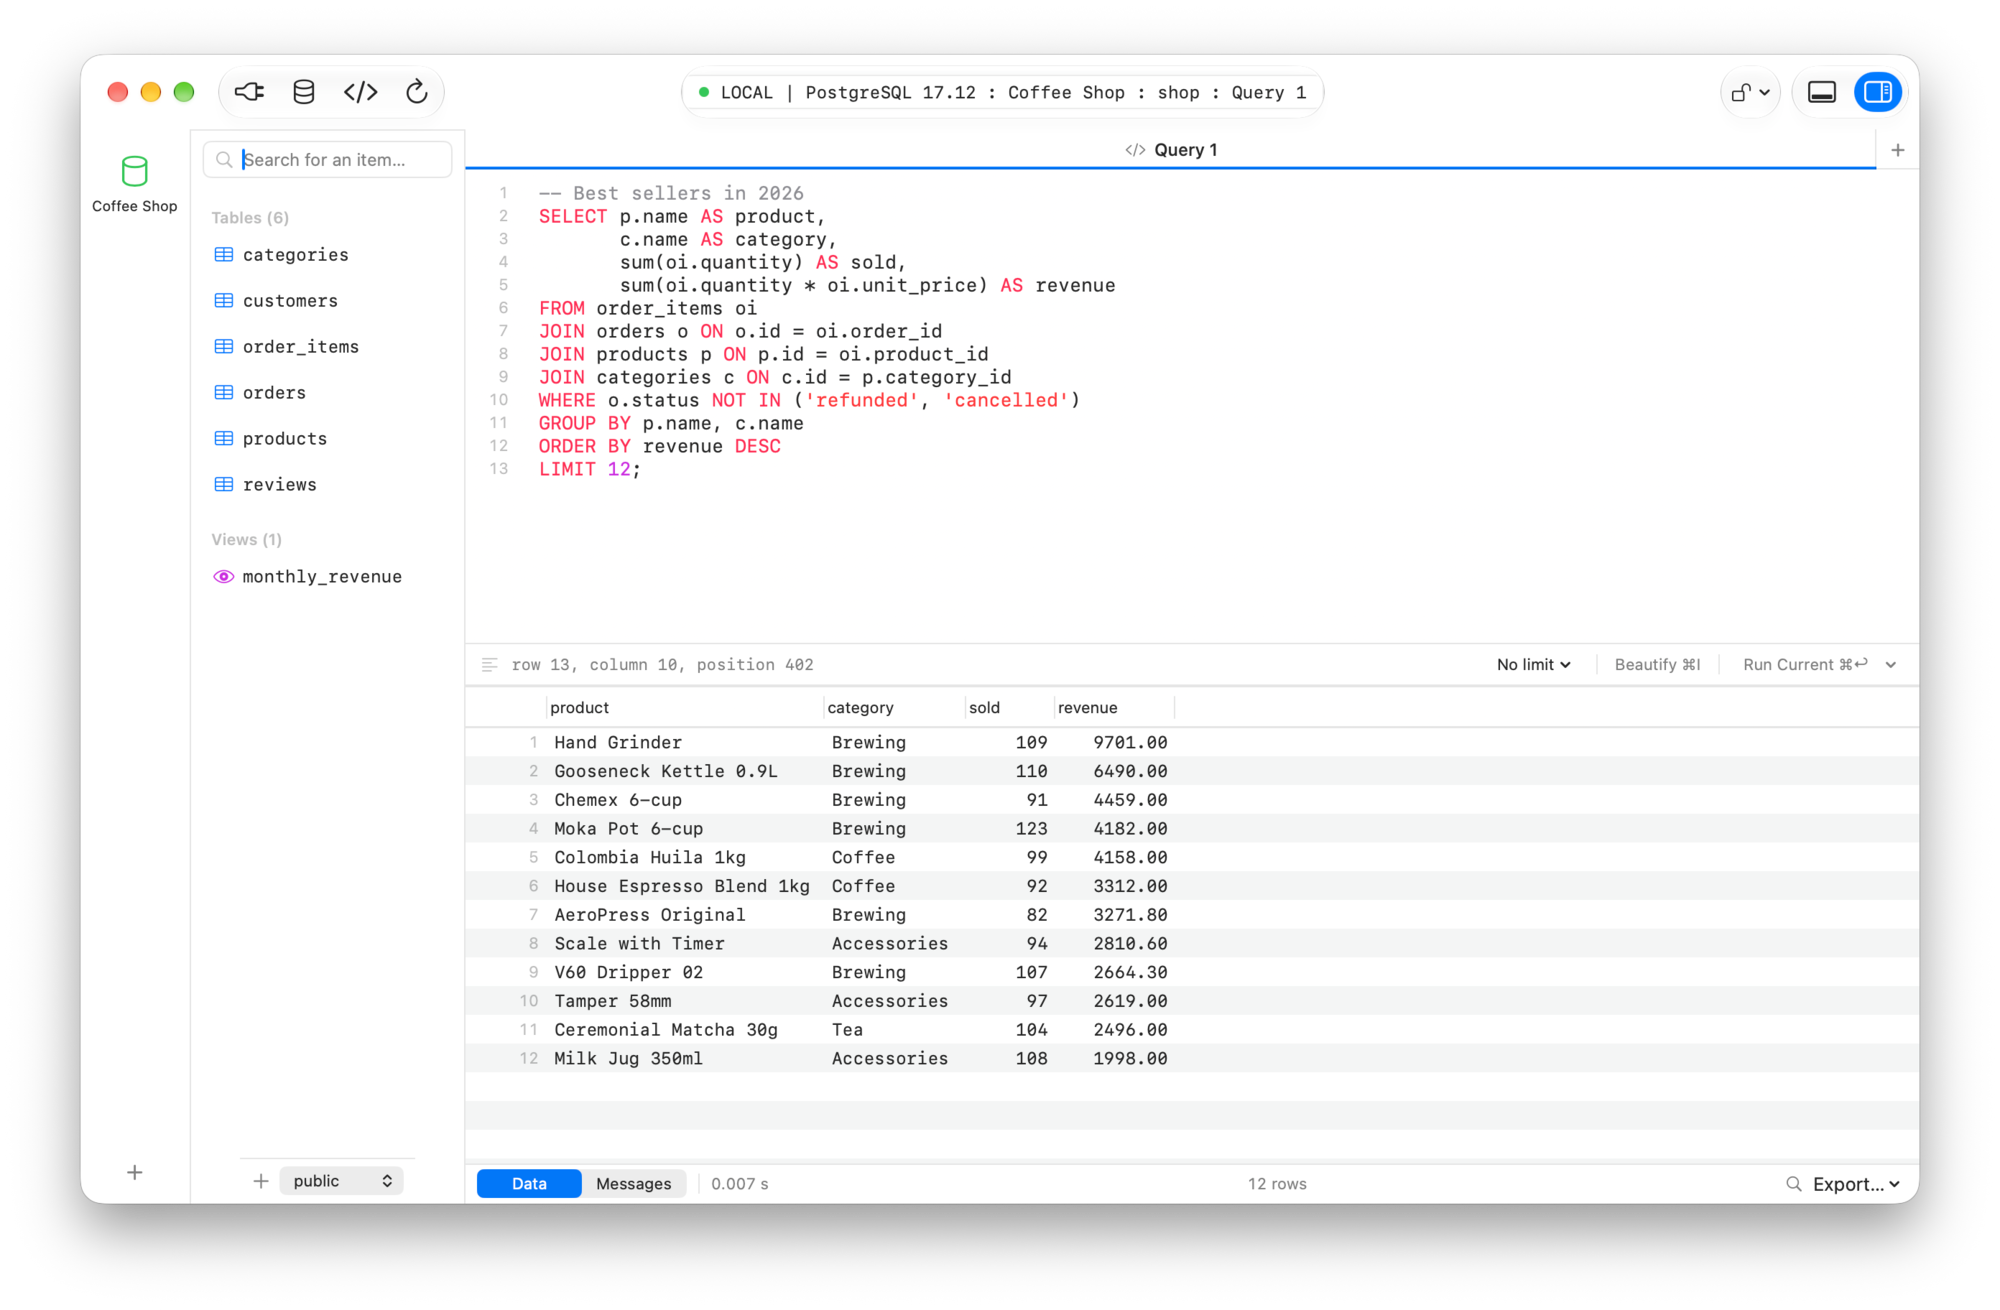 LOCAL | PostgreSQL 17.12 : Coffee Shop : shop : Query 1
Coffee Shop
Search for an item...
Tables (6)
categories
customers
order_items
orders
products
reviews
Views (1)
monthly_revenue
public
</> Query 1
1 -- Best sellers in 2026
2 SELECT p.name AS product,
3 c.name AS category,
4 sum(oi.quantity) AS sold,
5 sum(oi.quantity * oi.unit_price) AS revenue
6 FROM order_items oi
7 JOIN orders o ON o.id = oi.order_id
8 JOIN products p ON p.id = oi.product_id
9 JOIN categories c ON c.id = p.category_id
10 WHERE o.status NOT IN ('refunded', 'cancelled')
11 GROUP BY p.name, c.name
12 ORDER BY revenue DESC
13 LIMIT 12;
row 13, column 10, position 402 No limit Beautify ⌘I Run Current ⌘↩
product category sold revenue
1 Hand Grinder Brewing 109 9701.00
2 Gooseneck Kettle 0.9L Brewing 110 6490.00
3 Chemex 6-cup Brewing 91 4459.00
4 Moka Pot 6-cup Brewing 123 4182.00
5 Colombia Huila 1kg Coffee 99 4158.00
6 House Espresso Blend 1kg Coffee 92 3312.00
7 AeroPress Original Brewing 82 3271.80
8 Scale with Timer Accessories 94 2810.60
9 V60 Dripper 02 Brewing 107 2664.30
10 Tamper 58mm Accessories 97 2619.00
11 Ceremonial Matcha 30g Tea 104 2496.00
12 Milk Jug 350ml Accessories 108 1998.00
Data Messages 0.007 s 12 rows Export...